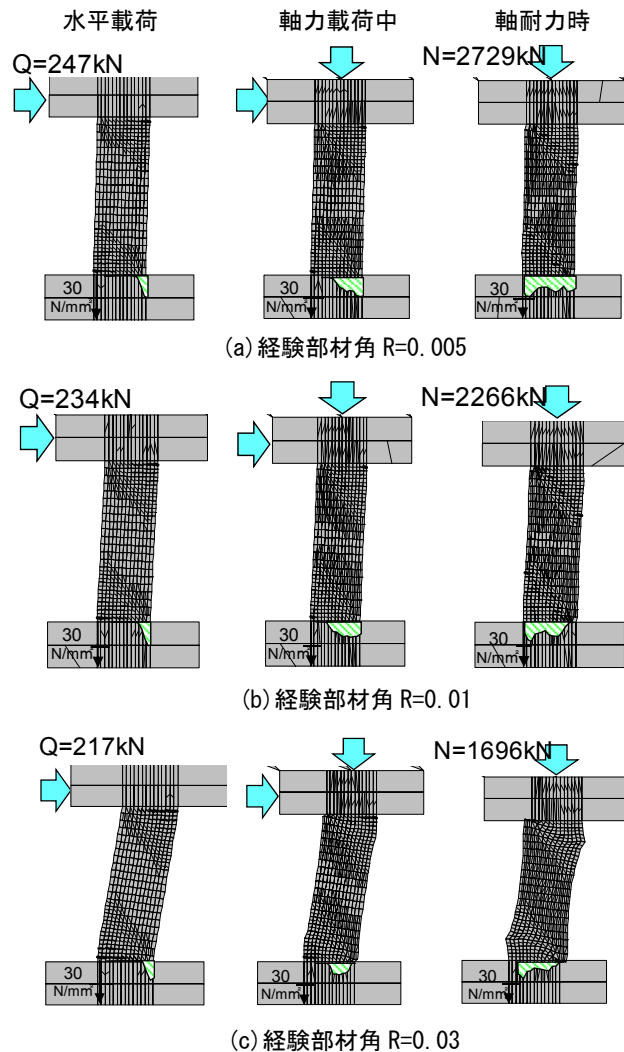 水平載荷 軸力載荷中 軸耐力時
Q=247kN N=2729kN
30 30 30
N/mm² N/mm² N/mm²
(a)経験部材角 R=0.005
Q=234kN N=2266kN
30 30 30
N/mm² N/mm² N/mm²
(b)経験部材角 R=0.01
Q=217kN N=1696kN
30 30 30
N/mm² N/mm² N/mm²
(c)経験部材角 R=0.03